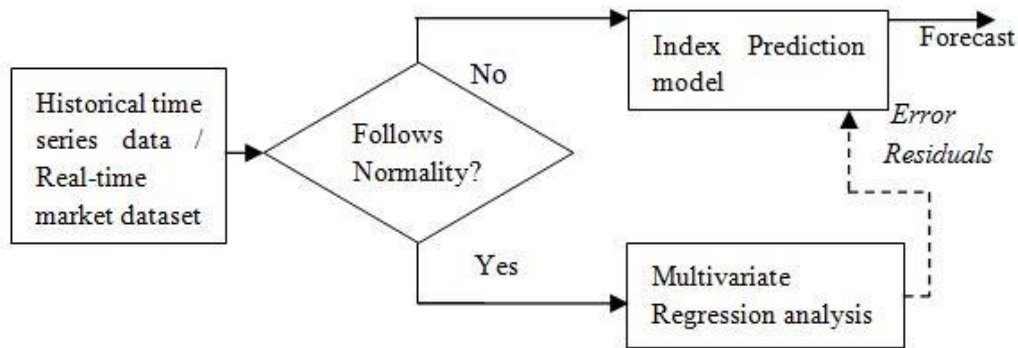 Historical time
series data /
Real-time
market dataset
Follows
Normality?
No
Yes
Index Prediction
model
Forecast
Error
Residuals
Multivariate
Regression analysis